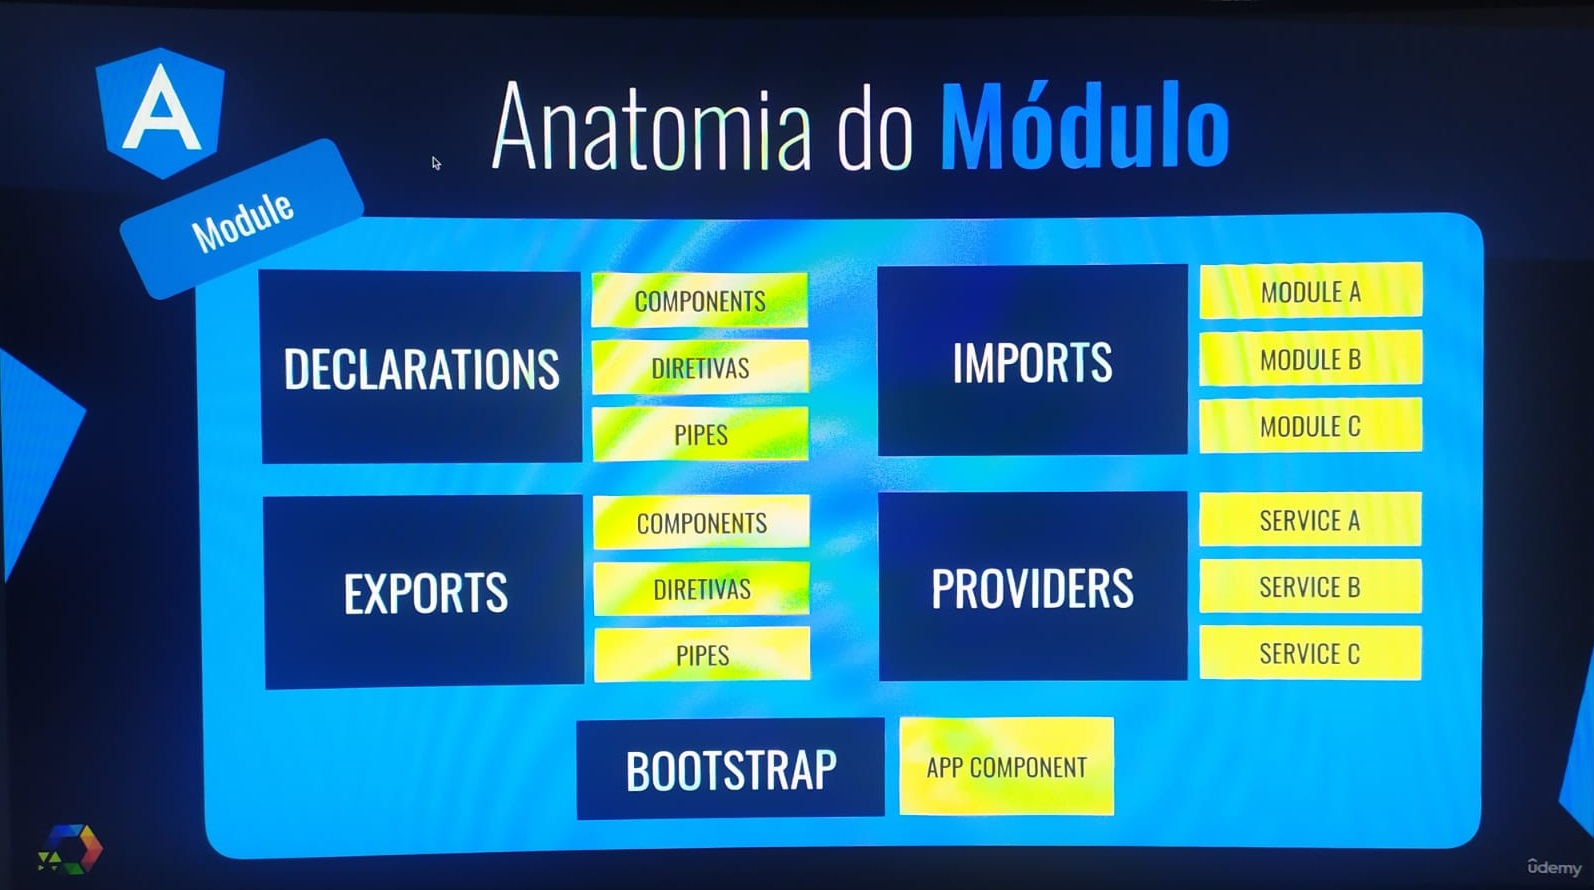 A
Anatomia do Módulo
Module
DECLARATIONS
COMPONENTS
DIRETIVAS
PIPES
IMPORTS
MODULE A
MODULE B
MODULE C
EXPORTS
COMPONENTS
DIRETIVAS
PIPES
PROVIDERS
SERVICE A
SERVICE B
SERVICE C
BOOTSTRAP
APP COMPONENT
ûdemy